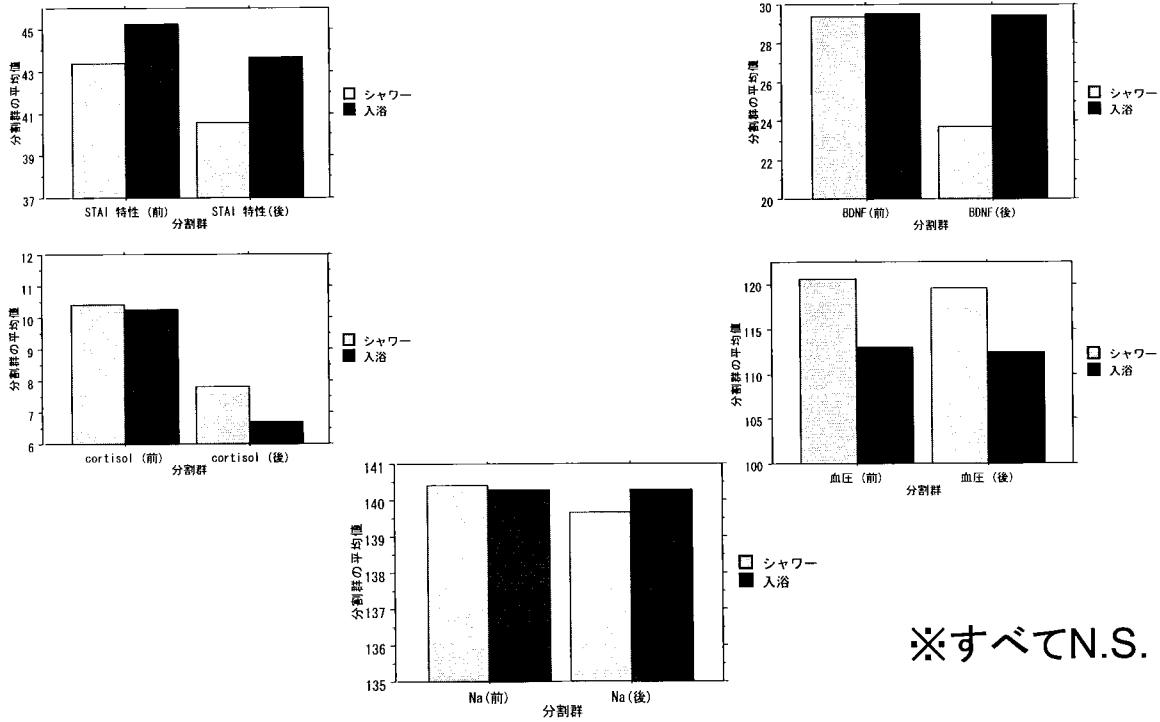 分割群の平均値
45
43
41
39
37
STAI 特性 (前) STAI 特性(後)
分割群
シャワー
入浴
分割群の平均値
30
28
26
24
22
20
BDNF(前) BDNF(後)
分割群
シャワー
入浴
分割群の平均値
12
11
10
9
8
7
6
cortisol (前) cortisol (後)
分割群
シャワー
入浴
分割群の平均値
120
115
110
105
100
血圧 (前) 血圧 (後)
分割群
シャワー
入浴
分割群の平均値
141
140
139
138
137
136
135
Na(前) Na(後)
分割群
シャワー
入浴
※すべてN.S.